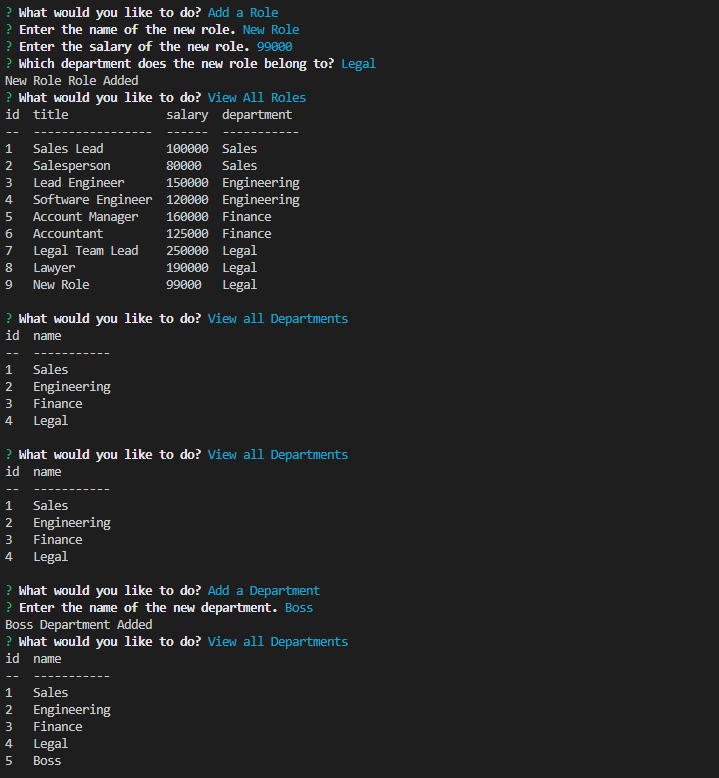 ? What would you like to do? Add a Role
? Enter the name of the new role. New Role
? Enter the salary of the new role. 99000
? Which department does the new role belong to? Legal
New Role Role Added
? What would you like to do? View All Roles
id  title              salary  department
--  -----------------  ------  -----------
1   Sales Lead         100000  Sales
2   Salesperson        80000   Sales
3   Lead Engineer      150000  Engineering
4   Software Engineer  120000  Engineering
5   Account Manager    160000  Finance
6   Accountant         125000  Finance
7   Legal Team Lead    250000  Legal
8   Lawyer             190000  Legal
9   New Role           99000   Legal

? What would you like to do? View all Departments
id  name
--  -----------
1   Sales
2   Engineering
3   Finance
4   Legal

? What would you like to do? View all Departments
id  name
--  -----------
1   Sales
2   Engineering
3   Finance
4   Legal

? What would you like to do? Add a Department
? Enter the name of the new department. Boss
Boss Department Added
? What would you like to do? View all Departments
id  name
--  -----------
1   Sales
2   Engineering
3   Finance
4   Legal
5   Boss